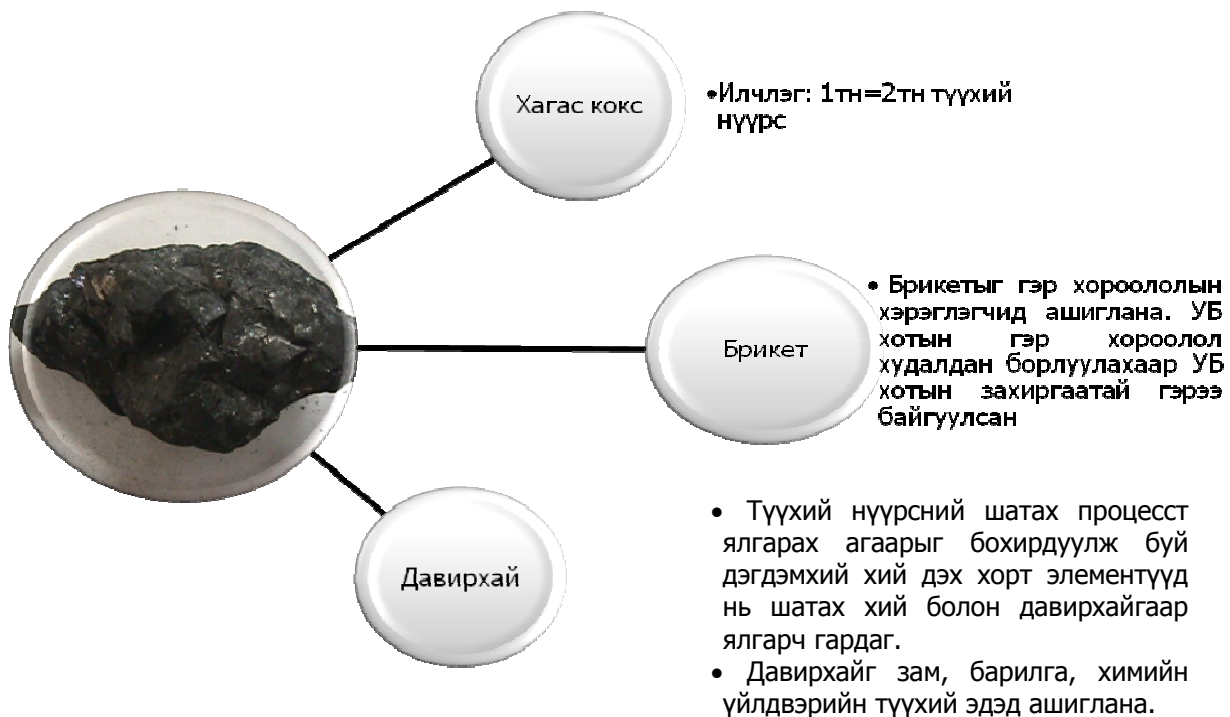 Хагас кокс
•Илчлэг: 1тн=2тн түүхий
нүүрс
Брикет
• Брикетыг гэр хорооллын
хэрэглэгчид ашиглана. УБ
хотын гэр хороолол
худалдан борлуулахаар УБ
хотын захиргаатай гэрээ
байгуулсан
Давирхай
• Түүхий нүүрсний шатах процесст
ялгарах агаарыг бохирдуулж буй
дэгдэмхий хий дэх хорт элементүүд
нь шатах хий болон давирхайгаар
ялгарч гардаг.
• Давирхайг зам, барилга, химийн
үйлдвэрийн түүхий эдэд ашиглана.